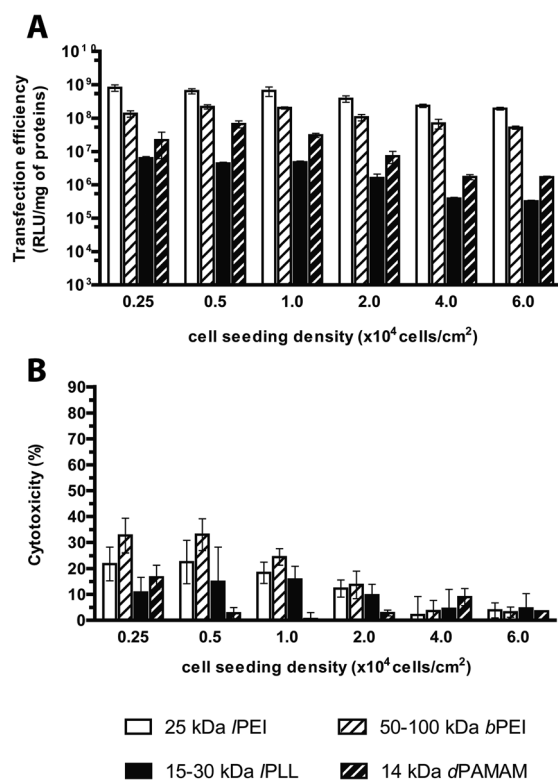 A
Transfection efficiency
(RLU/mg of proteins)
10^10
10^9
10^8
10^7
10^6
10^5
10^4
10^3
0.25 0.5 1.0 2.0 4.0 6.0
cell seeding density (x10^4 cells/cm^2)
B
Cytotoxicity (%)
90
80
70
60
50
40
30
20
10
0
0.25 0.5 1.0 2.0 4.0 6.0
cell seeding density (x10^4 cells/cm^2)
25 kDa lPEI 50-100 kDa bPEI
15-30 kDa lPLL 14 kDa dPAMAM